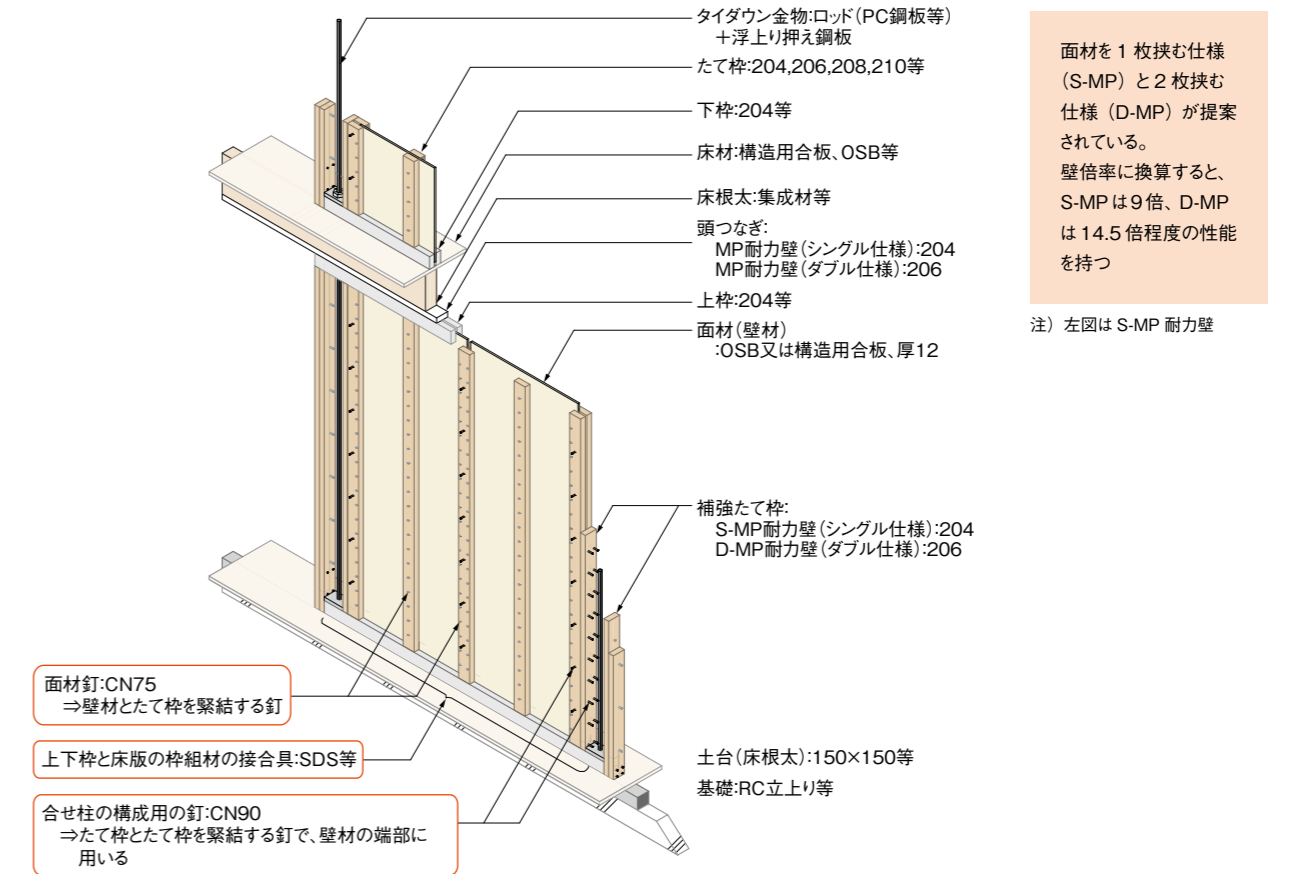 タイダウン金物:ロッド(PC鋼板等)
＋浮上り押え鋼板
たて枠:204,206,208,210等
下枠:204等
床材:構造用合板、OSB等
床根太:集成材等
頭つなぎ:
MP耐力壁(シングル仕様):204
MP耐力壁(ダブル仕様):206
上枠:204等
面材(壁材)
:OSB又は構造用合板、厚12
補強たて枠:
S-MP耐力壁(シングル仕様):204
D-MP耐力壁(ダブル仕様):206
面材釘:CN75
⇒壁材とたて枠を緊結する釘
上下枠と床版の枠組材の接合具:SDS等
合せ柱の構成用の釘:CN90
⇒たて枠とたて枠を緊結する釘で、壁材の端部に
用いる
土台(床根太):150×150等
基礎:RC立上り等
面材を1枚挟む仕様
(S-MP)と2枚挟む
仕様(D-MP)が提案
されている。
壁倍率に換算すると、
S-MPは9倍、D-MP
は14.5倍程度の性能
を持つ
注)左図はS-MP耐力壁